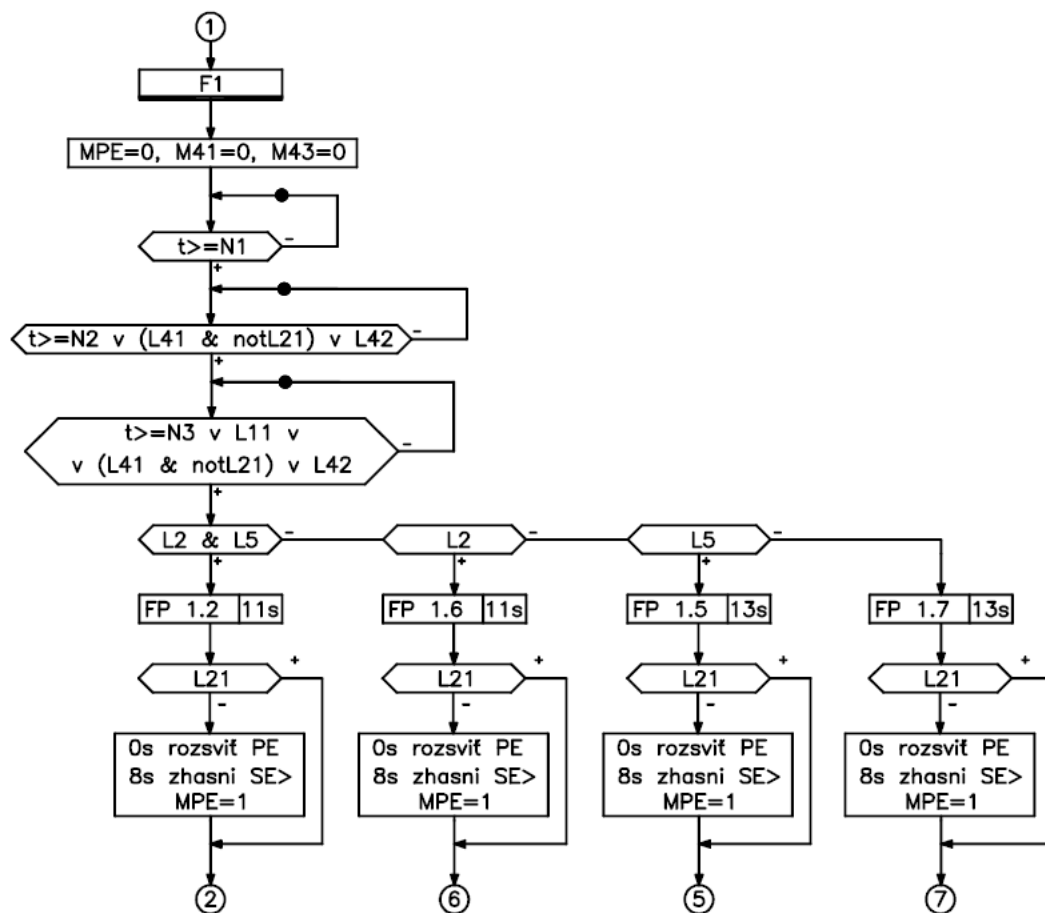 1
F1
MPE=0, M41=0, M43=0
t>=N1
-
+
t>=N2 v (L41 & notL21) v L42
-
+
t>=N3 v L11 v
v (L41 & notL21) v L42
-
+
L2 & L5 - L2 - L5 -
+ + +
FP 1.2 11s FP 1.6 11s FP 1.5 13s FP 1.7 13s
+ + + +
L21 L21 L21 L21
- - - -
0s rozsviť PE 0s rozsviť PE 0s rozsviť PE 0s rozsviť PE
8s zhasni SE> 8s zhasni SE> 8s zhasni SE> 8s zhasni SE>
MPE=1 MPE=1 MPE=1 MPE=1
2 6 5 7